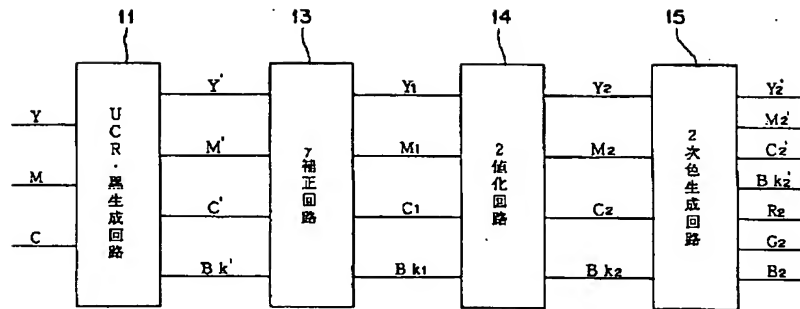 11
13
14
15
Y
M
C
UCR・黒生成回路
Y'
M'
C'
Bk'
γ補正回路
Y1
M1
C1
Bk1
2値化回路
Y2
M2
C2
Bk2
2次色生成回路
Y2'
M2'
C2'
Bk2'
R2
G2
B2